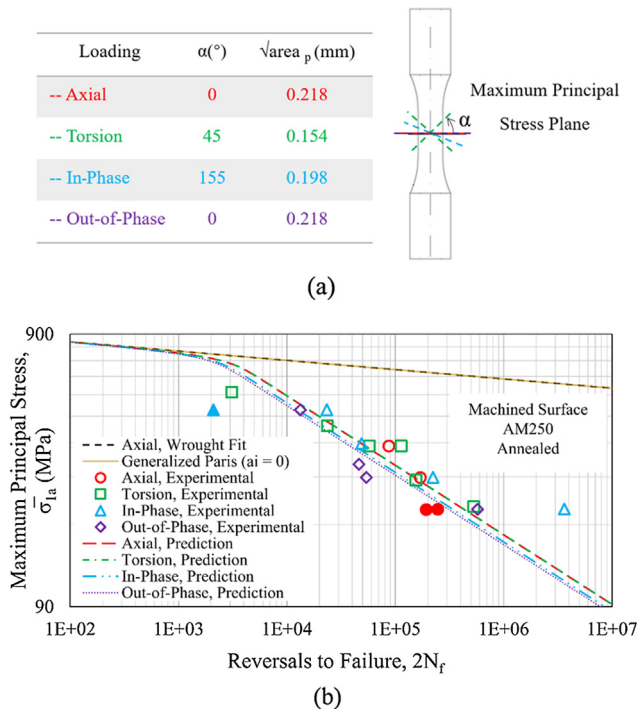 (a)
Loading α(°) √area p (mm)
-- Axial 0 0.218
-- Torsion 45 0.154
-- In-Phase 155 0.198
-- Out-of-Phase 0 0.218
Maximum Principal
Stress Plane
α
(a)
900
90
Maximum Principal Stress,
σ̄1a (MPa)
Machined Surface
AM250
Annealed
Axial, Wrought Fit
Generalized Paris (ai = 0)
Axial, Experimental
Torsion, Experimental
In-Phase, Experimental
Out-of-Phase, Experimental
Axial, Prediction
Torsion, Prediction
In-Phase, Prediction
Out-of-Phase, Prediction
1E+02 1E+03 1E+04 1E+05 1E+06 1E+07
Reversals to Failure, 2Nf
(b)